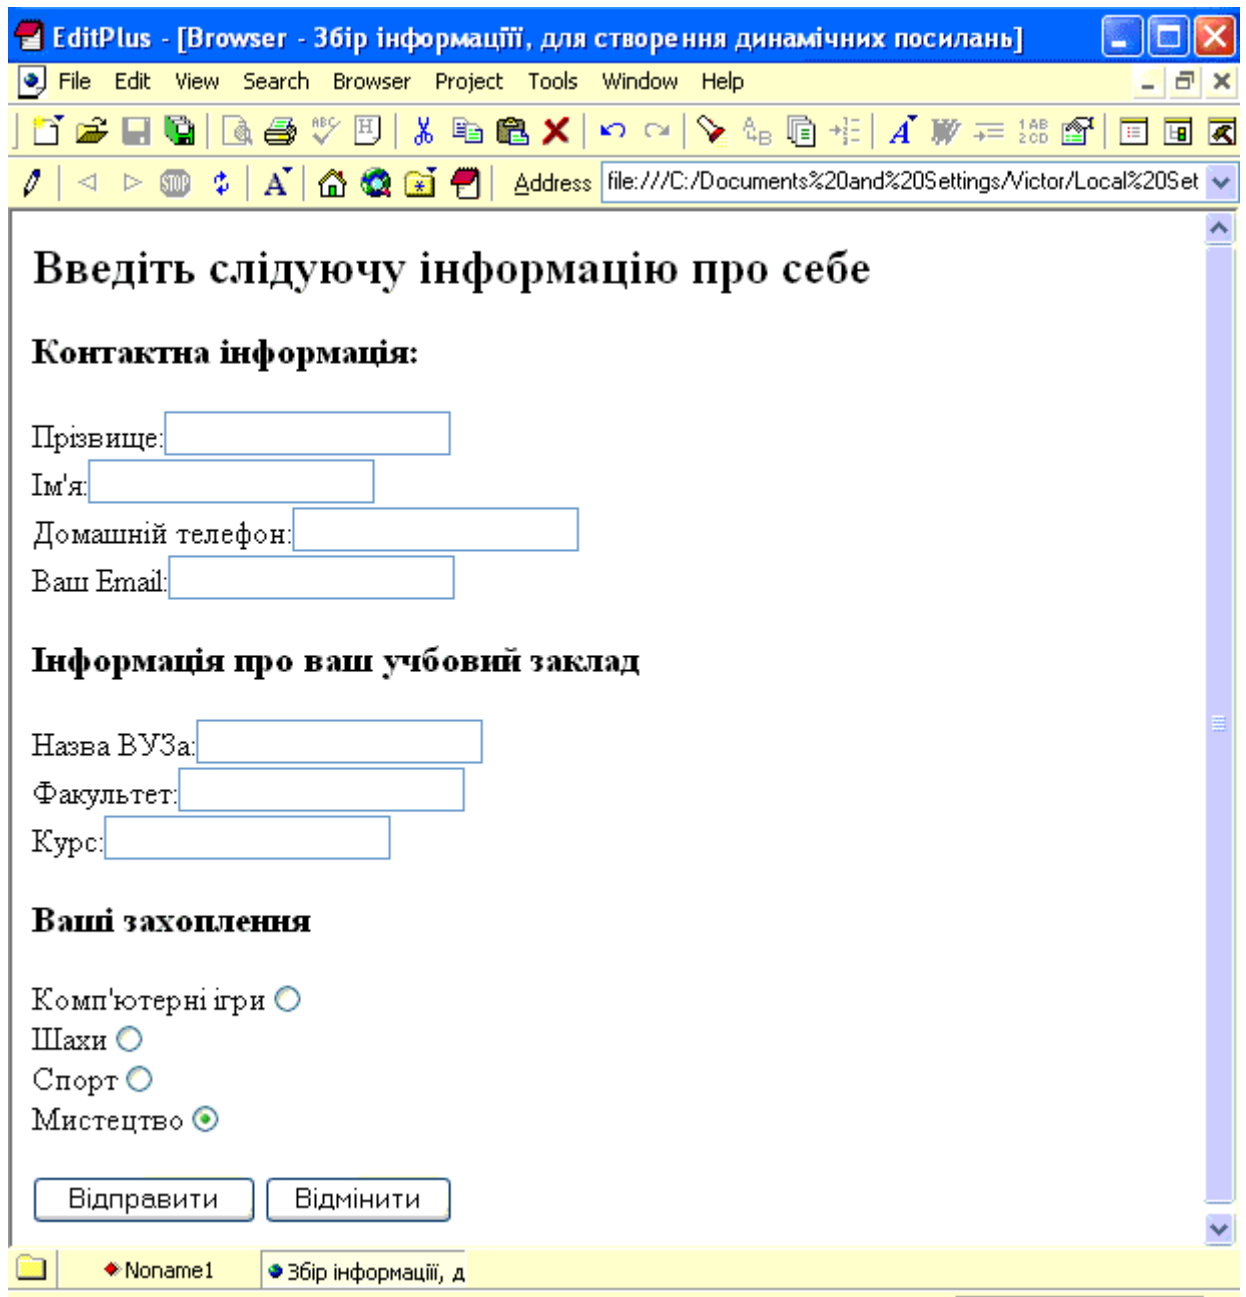 EditPlus - [Browser - Збір інформаціїї, для створення динамічних посилань]
File Edit View Search Browser Project Tools Window Help
Address file:///C:/Documents%20and%20Settings/Victor/Local%20Set
Введіть слідуючу інформацію про себе
Контактна інформація:
Прізвище:
Ім'я:
Домашній телефон:
Ваш Email:
Інформація про ваш учбовий заклад
Назва ВУЗа:
Факультет:
Курс:
Ваші захоплення
Комп'ютерні ігри
Шахи
Спорт
Мистецтво
Відправити Відмінити
Noname1 Збір інформаціїї, д